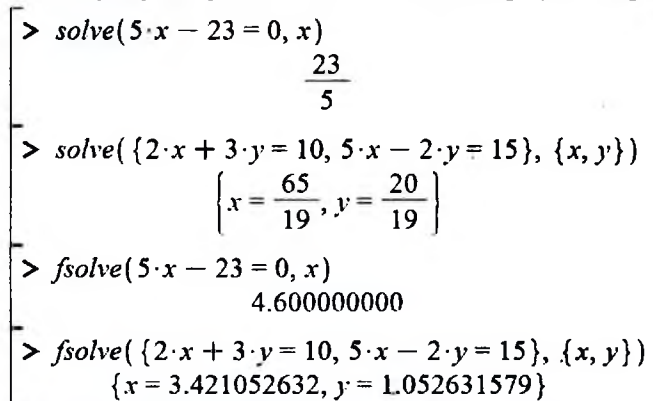 > solve(5·x − 23 = 0, x)
23
5
> solve( {2·x + 3·y = 10, 5·x − 2·y = 15}, {x, y})
{x = 65/19, y = 20/19}
> fsolve(5·x − 23 = 0, x)
4.600000000
> fsolve( {2·x + 3·y = 10, 5·x − 2·y = 15}, {x, y})
{x = 3.421052632, y = 1.052631579}